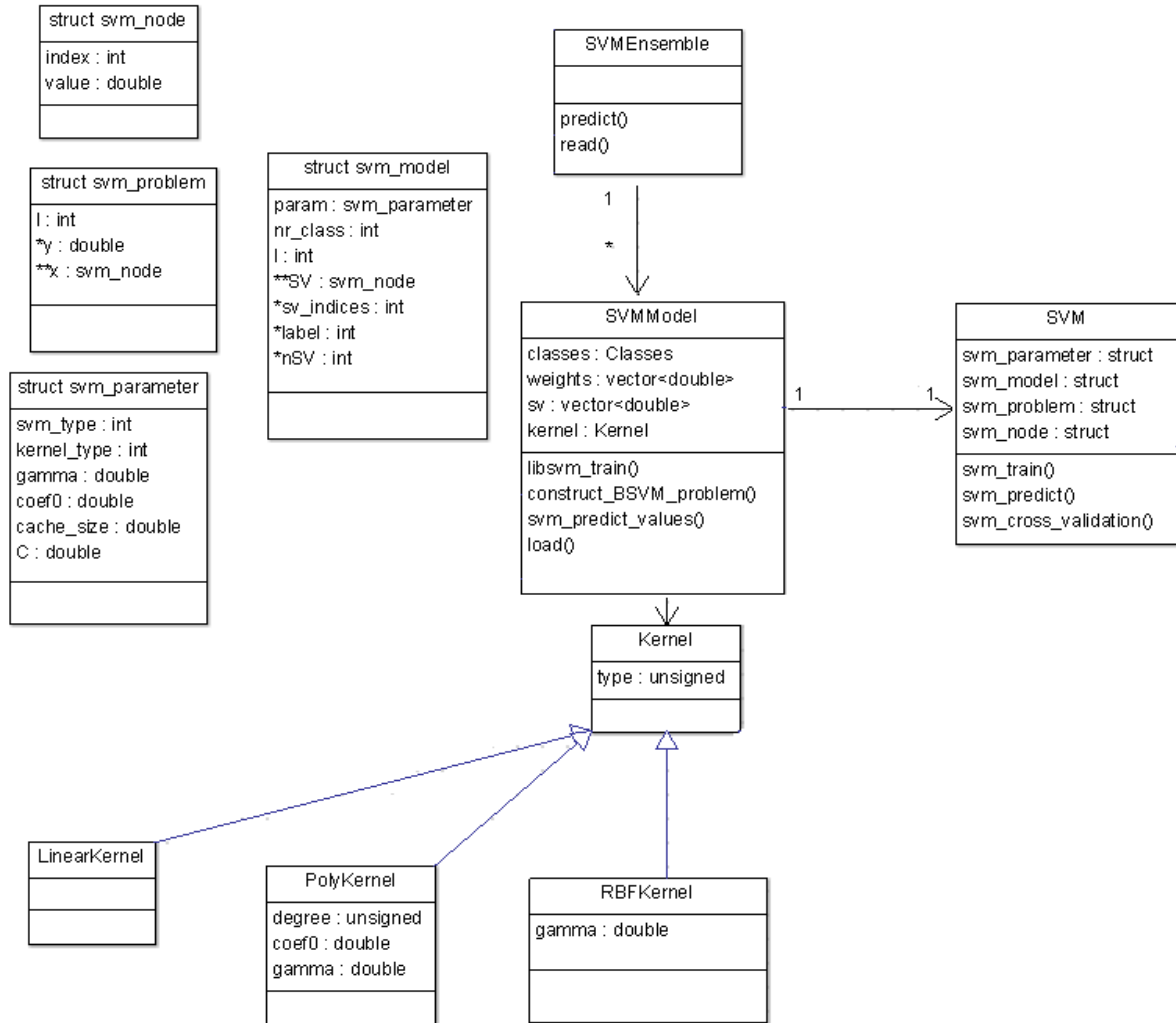 struct svm_node
index : int
value : double
SVMEnsemble
predict()
read()
struct svm_problem
l : int
*y : double
**x : svm_node
struct svm_model
param : svm_parameter
nr_class : int
l : int
**SV : svm_node
*sv_indices : int
*label : int
*nSV : int
1
*
struct svm_parameter
svm_type : int
kernel_type : int
gamma : double
coef0 : double
cache_size : double
C : double
SVMModel
classes : Classes
weights : vector<double>
sv : vector<double>
kernel : Kernel
libsvm_train()
construct_BSVM_problem()
svm_predict_values()
load()
1
1
SVM
svm_parameter : struct
svm_model : struct
svm_problem : struct
svm_node : struct
svm_train()
svm_predict()
svm_cross_validation()
Kernel
type : unsigned
LinearKernel
PolyKernel
degree : unsigned
coef0 : double
gamma : double
RBFKernel
gamma : double